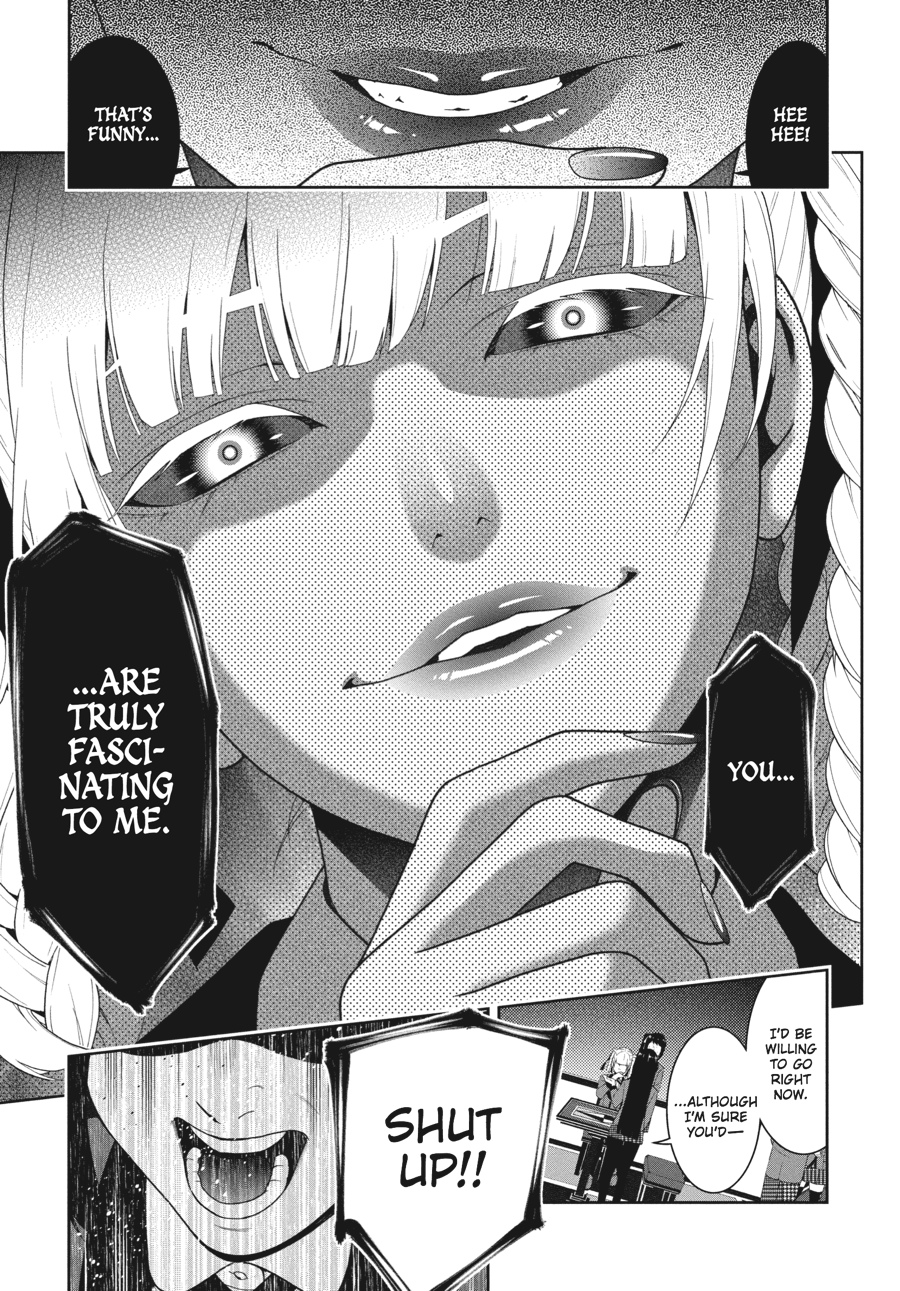 HEE
HEE!
THAT'S
FUNNY...
YOU...
...ARE
TRULY
FASCI-
NATING
TO ME.
I'D BE
WILLING
TO GO
RIGHT
NOW.
...ALTHOUGH
I'M SURE
YOU'D—
SHUT
UP!!